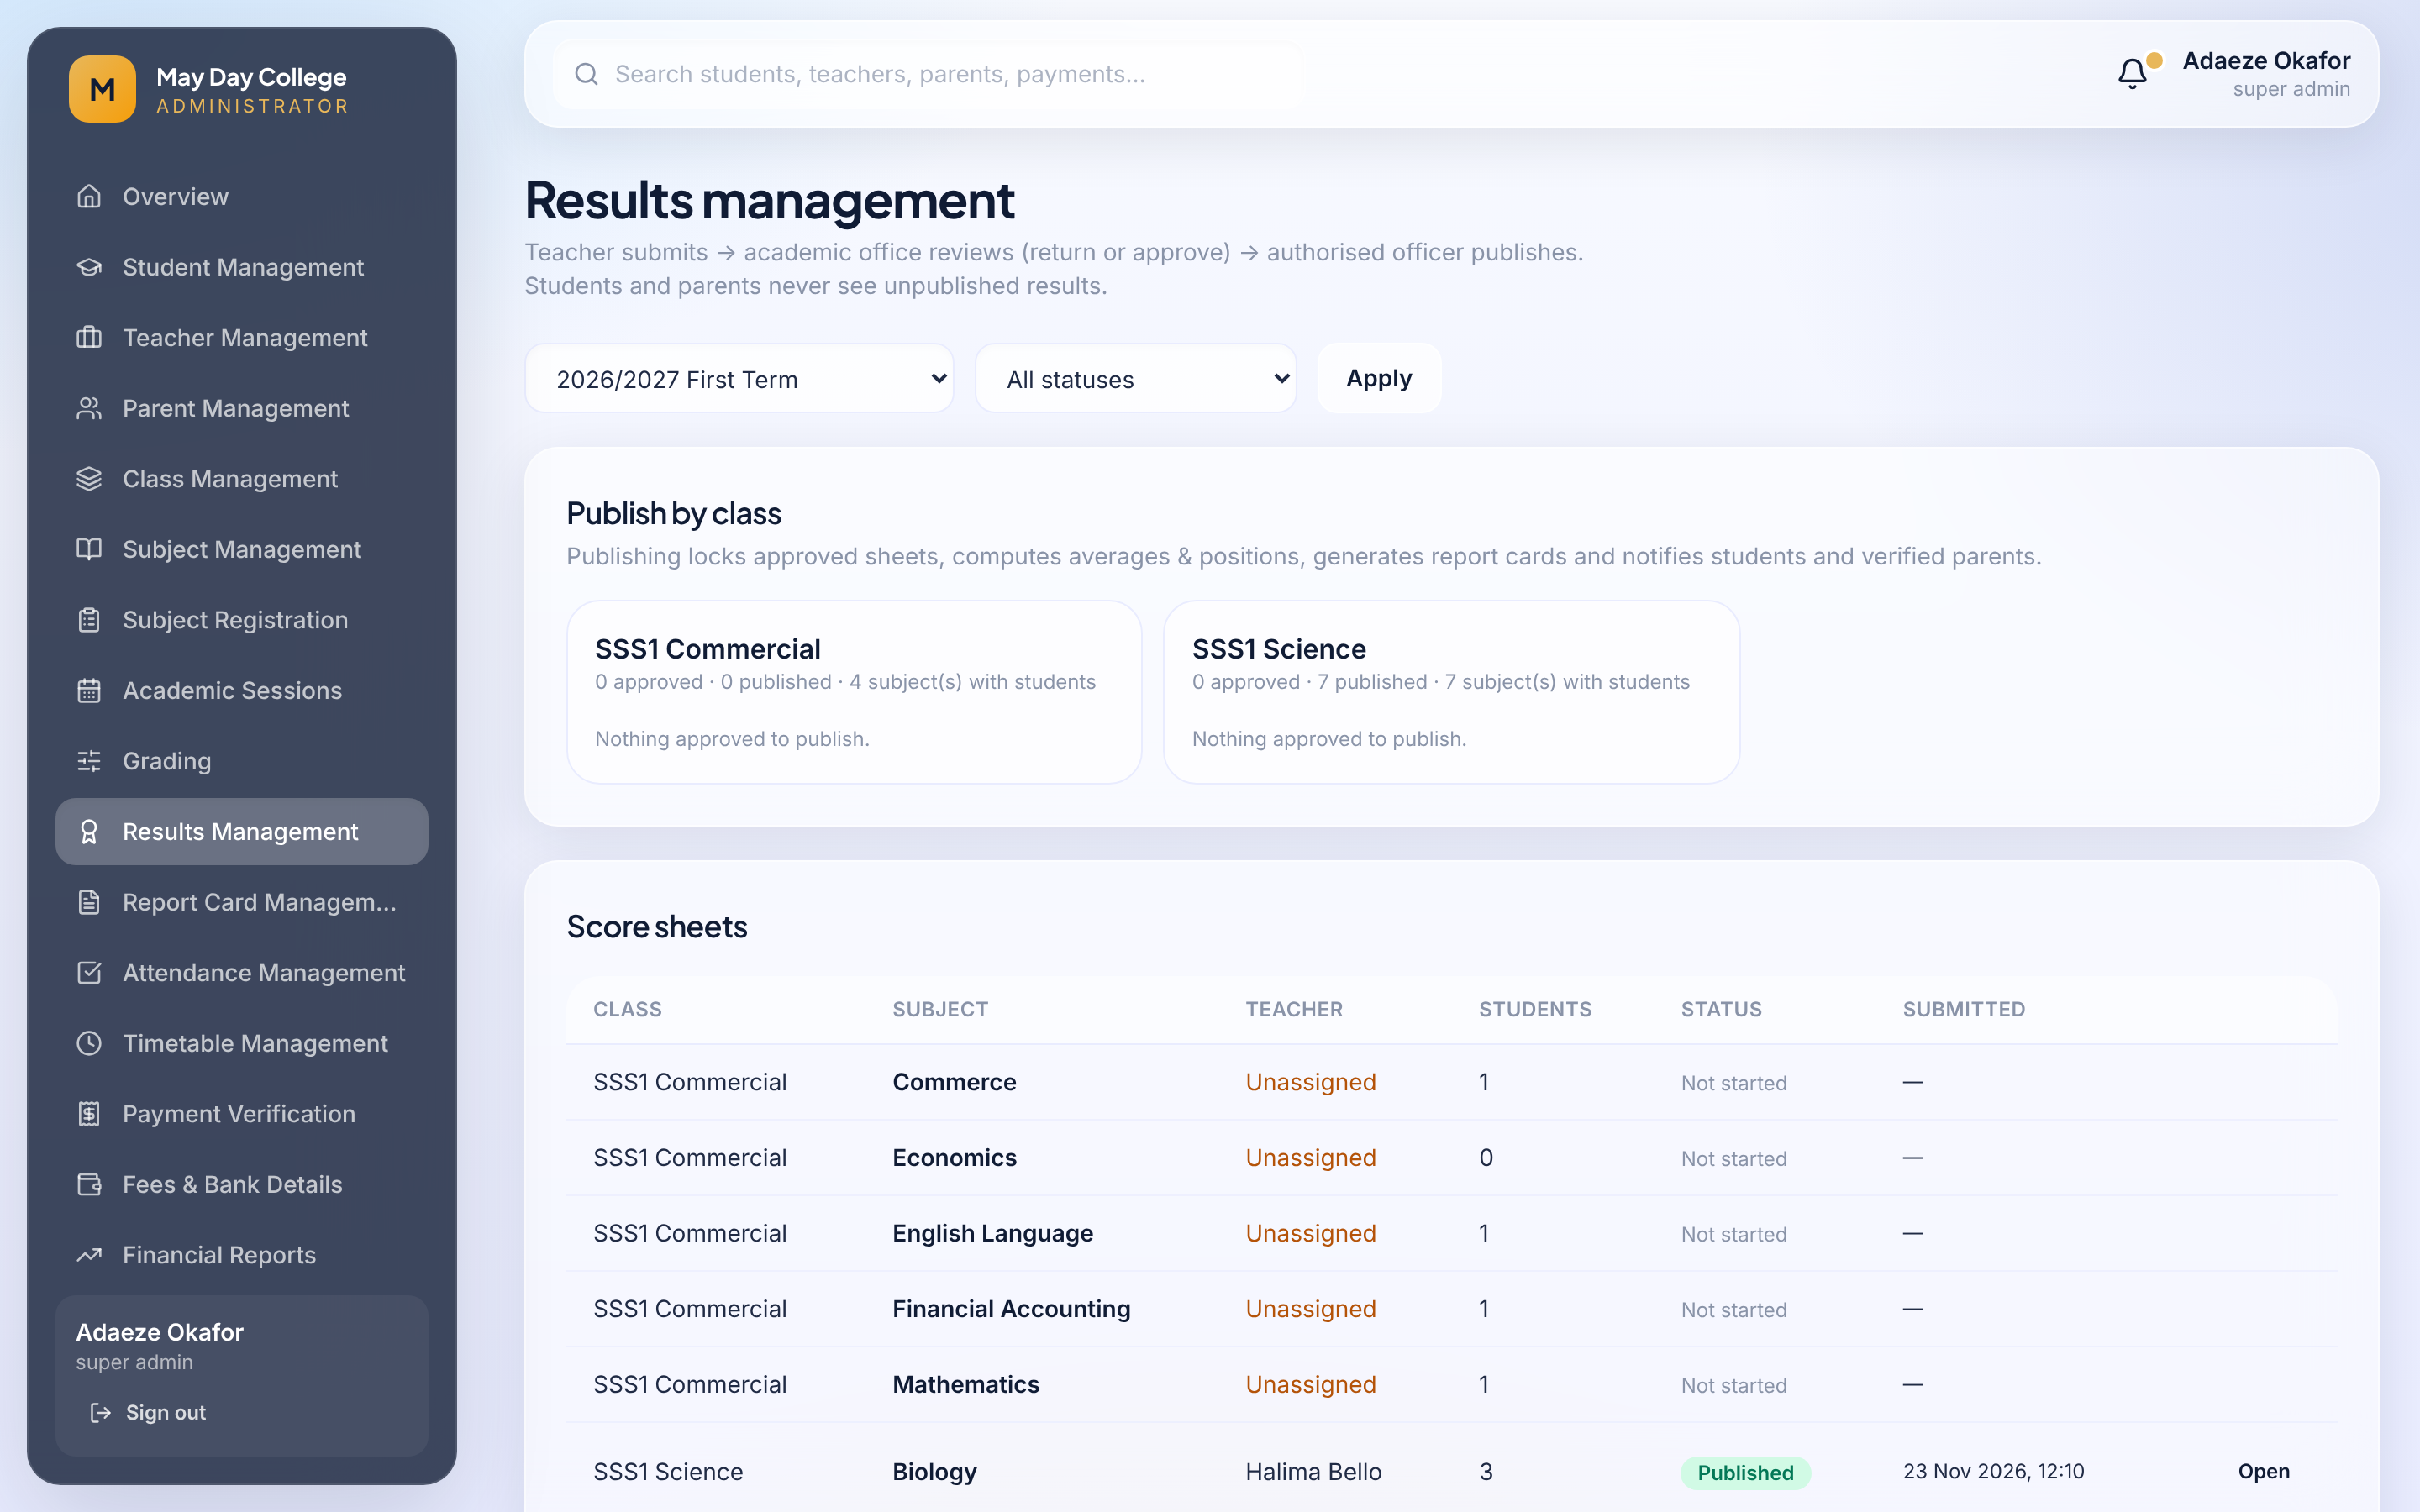 M
May Day College
ADMINISTRATOR
Overview
Student Management
Teacher Management
Parent Management
Class Management
Subject Management
Subject Registration
Academic Sessions
Grading
Results Management
Report Card Managem...
Attendance Management
Timetable Management
Payment Verification
Fees & Bank Details
Financial Reports
Adaeze Okafor
super admin
Sign out
Search students, teachers, parents, payments...
Adaeze Okafor
super admin
Results management
Teacher submits → academic office reviews (return or approve) → authorised officer publishes.
Students and parents never see unpublished results.
2026/2027 First Term
All statuses
Apply
Publish by class
Publishing locks approved sheets, computes averages & positions, generates report cards and notifies students and verified parents.
SSS1 Commercial
0 approved · 0 published · 4 subject(s) with students
Nothing approved to publish.
SSS1 Science
0 approved · 7 published · 7 subject(s) with students
Nothing approved to publish.
Score sheets
CLASS SUBJECT TEACHER STUDENTS STATUS SUBMITTED
SSS1 Commercial Commerce Unassigned 1 Not started —
SSS1 Commercial Economics Unassigned 0 Not started —
SSS1 Commercial English Language Unassigned 1 Not started —
SSS1 Commercial Financial Accounting Unassigned 1 Not started —
SSS1 Commercial Mathematics Unassigned 1 Not started —
SSS1 Science Biology Halima Bello 3 Published 23 Nov 2026, 12:10 Open